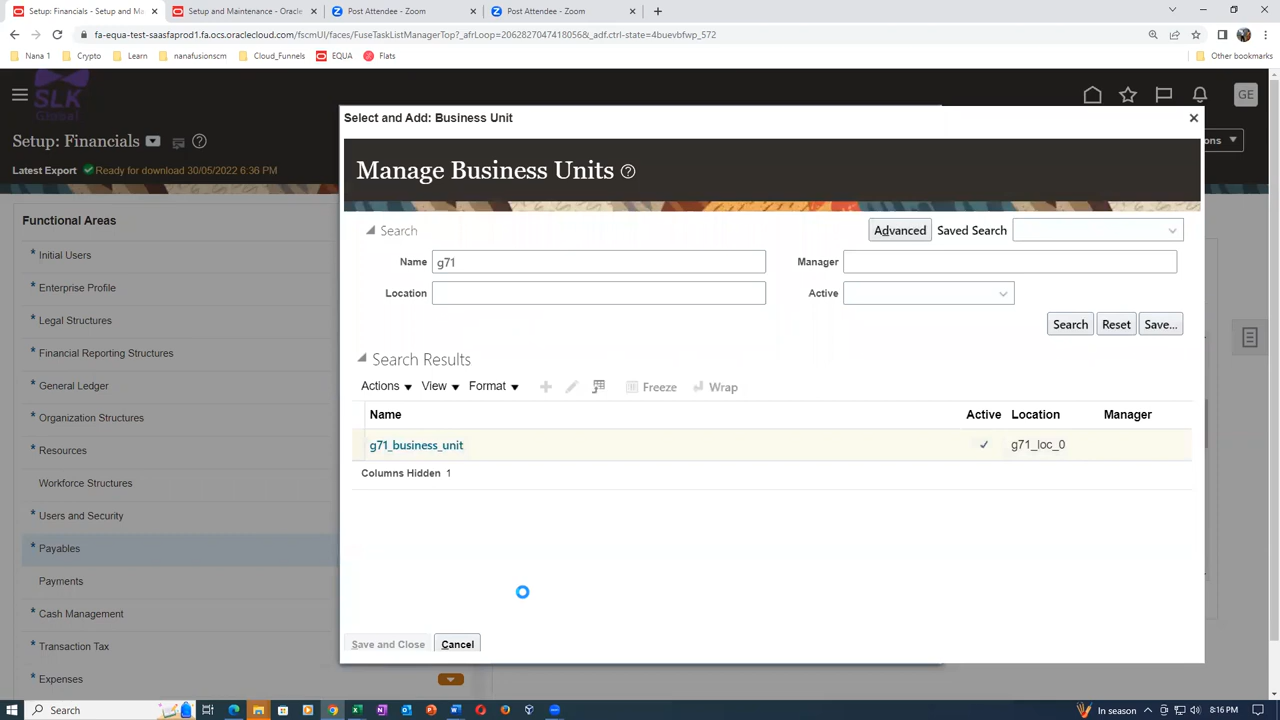 Setup: Financials - Setup and Ma
Setup and Maintenance - Oracle
Post Attendee - Zoom
Post Attendee - Zoom
fa-equa-test-saasfaprod1.fa.ocs.oraclecloud.com/fscmUI/faces/FuseTaskListManagerTop?_afrLoop=2062827047418056&_adf.ctrl-state=4buevbfwp_572
Nana 1
Crypto
Learn
nanafusionscm
Cloud_Funnels
EQUA
Flats
Other bookmarks
SLK
Global
GE
Setup: Financials
Latest Export Ready for download 30/05/2022 6:36 PM
ons
Functional Areas
* Initial Users
* Enterprise Profile
* Legal Structures
* Financial Reporting Structures
* General Ledger
* Organization Structures
* Resources
Workforce Structures
* Users and Security
* Payables
Payments
* Cash Management
* Transaction Tax
* Expenses
Select and Add: Business Unit
Manage Business Units
Search
Advanced Saved Search
Name g71
Manager
Location
Active
Search Reset Save...
Search Results
Actions View Format Freeze Wrap
Name Active Location Manager
g71_business_unit g71_loc_0
Columns Hidden 1
Save and Close Cancel
Search
In season
8:16 PM